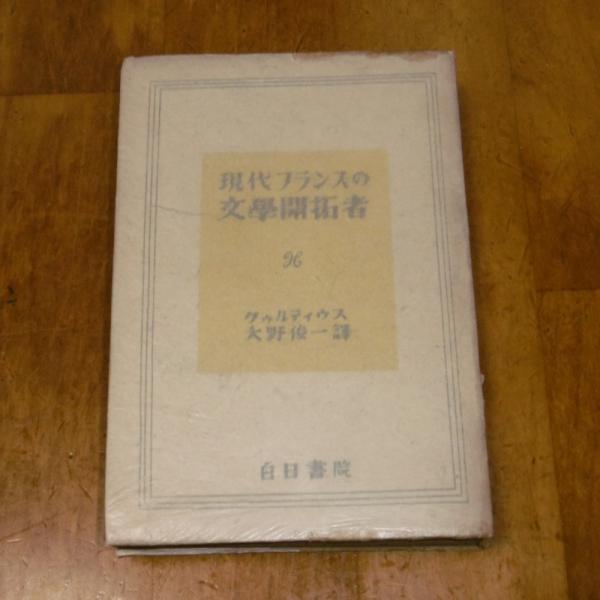 現代フランスの
文學開拓者
クゥルティウス
大野俊一譯
白日書院